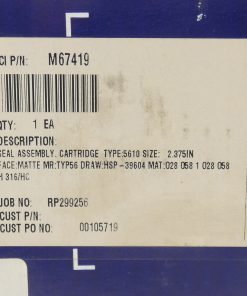 CI P/N: M67419
QTY: 1 EA
DESCRIPTION:
SEAL ASSEMBLY, CARTRIDGE TYPE:5610 SIZE: 2.375IN
FACE:MATTE MR:TYP56 DRAW:HSP -39604 MAT:028 058 1 028 058
H 316/HC
JOB NO: RP299256
CUST P/N:
CUST PO NO: 00105719